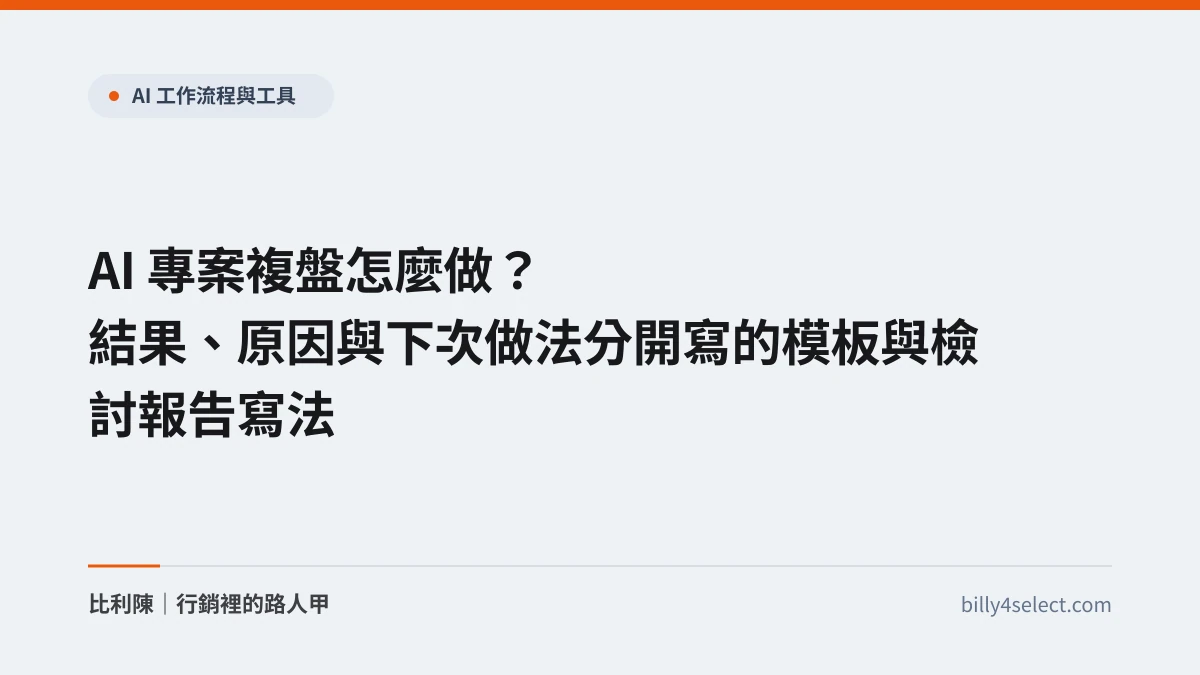 AI 工作流程與工具
AI 專案複盤怎麼做？
結果、原因與下次做法分開寫的模板與檢
討報告寫法
比利陳｜行銷裡的路人甲
billy4select.com